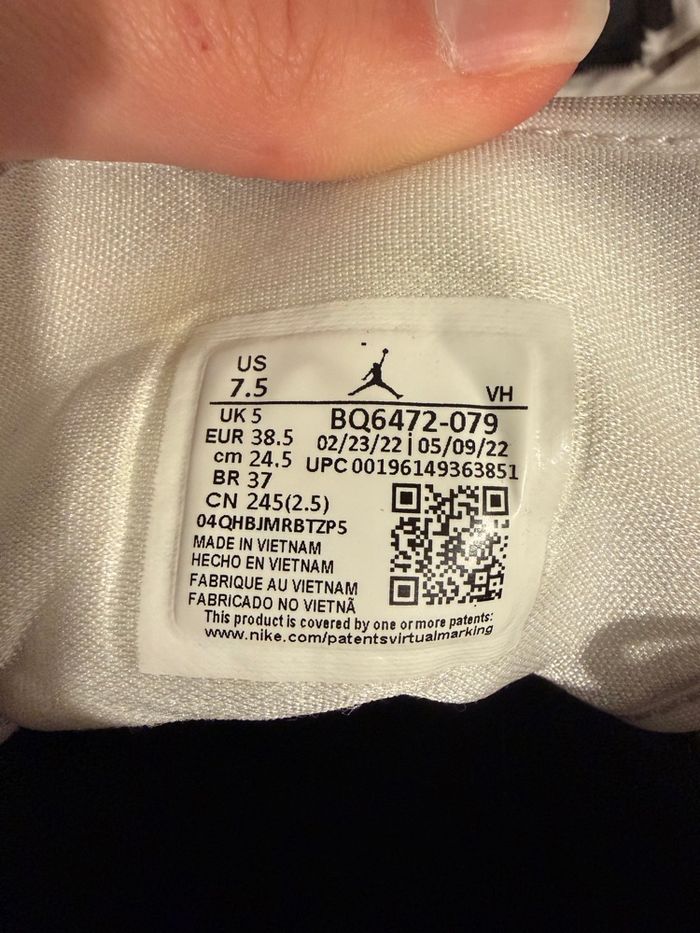 US
7.5
VH
UK 5
BQ6472-079
EUR 38.5
02/23/22 | 05/09/22
cm 24.5
UPC 00196149363851
BR 37
CN 245(2.5)
04QHBJMRBTZP5
MADE IN VIETNAM
HECHO EN VIETNAM
FABRIQUE AU VIETNAM
FABRICADO NO VIETNÃ
This product is covered by one or more patents:
www.nike.com/patentsvirtualmarking